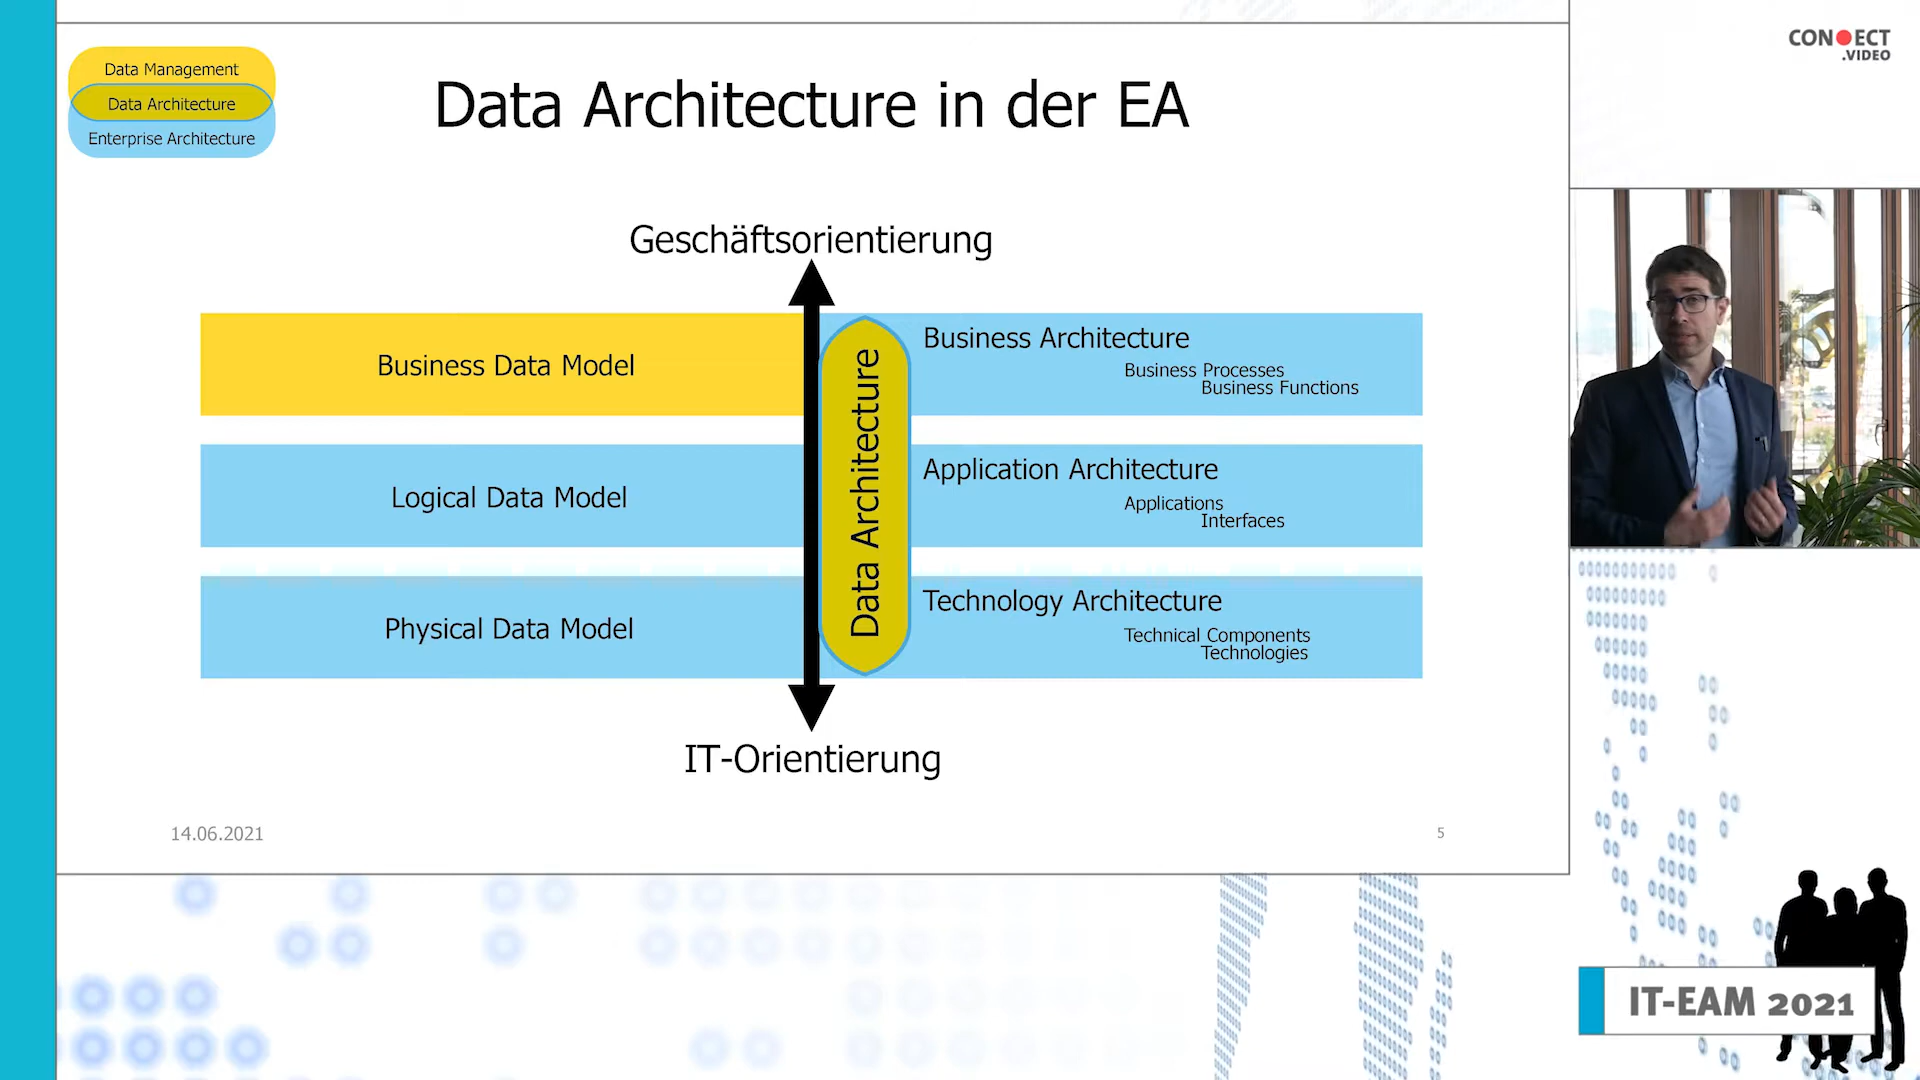 CONECT
.VIDEO
Data Management
Data Architecture
Enterprise Architecture
Data Architecture in der EA
Geschäftsorientierung
Business Data Model
Business Architecture
Business Processes
Business Functions
Logical Data Model
Application Architecture
Applications
Interfaces
Physical Data Model
Technology Architecture
Technical Components
Technologies
Data Architecture
IT-Orientierung
14.06.2021
5
IT-EAM 2021